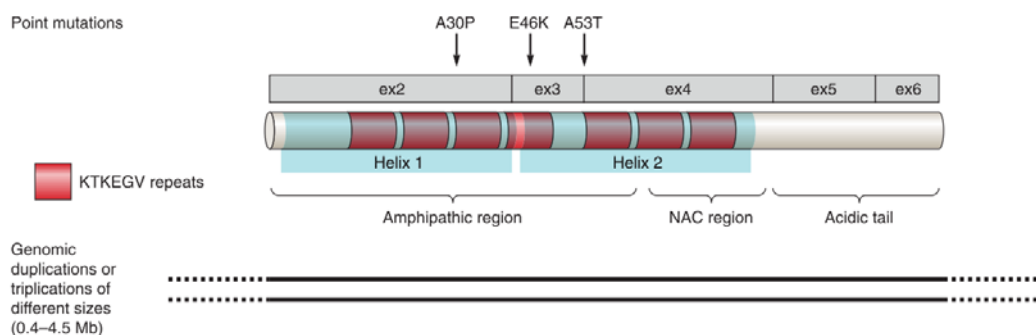 Point mutations
A30P E46K A53T
ex2 ex3 ex4 ex5 ex6
Helix 1 Helix 2
KTKEGV repeats
Amphipathic region NAC region Acidic tail
Genomic
duplications or
triplications of
different sizes
(0.4–4.5 Mb)